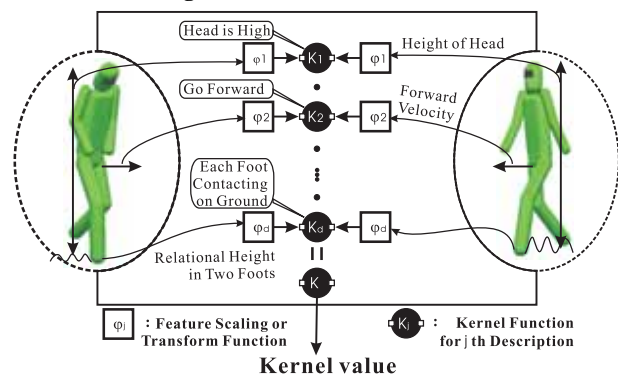 Head is High
φ1
K1
φ1
Height of Head
Go Forward
φ2
K2
φ2
Forward
Velocity
Each Foot
Contacting
on Ground
φd
Kd
φd
Relational Height
in Two Foots
K
φj : Feature Scaling or
Transform Function
Kj : Kernel Function
for jth Description
Kernel value